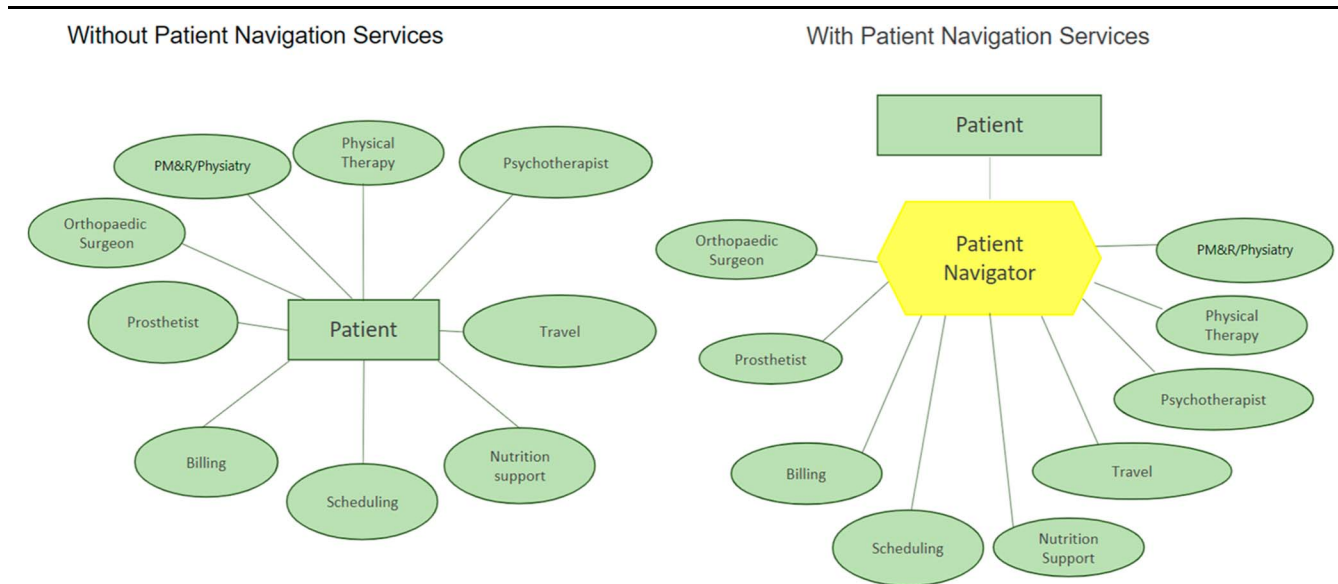 Without Patient Navigation Services
Physical
Therapy
PM&R/Physiatry
Psychotherapist
Orthopaedic
Surgeon
Prosthetist
Patient
Travel
Billing
Nutrition
support
Scheduling
With Patient Navigation Services
Patient
Patient
Navigator
Orthopaedic
Surgeon
PM&R/Physiatry
Physical
Therapy
Prosthetist
Psychotherapist
Billing
Travel
Scheduling
Nutrition
Support